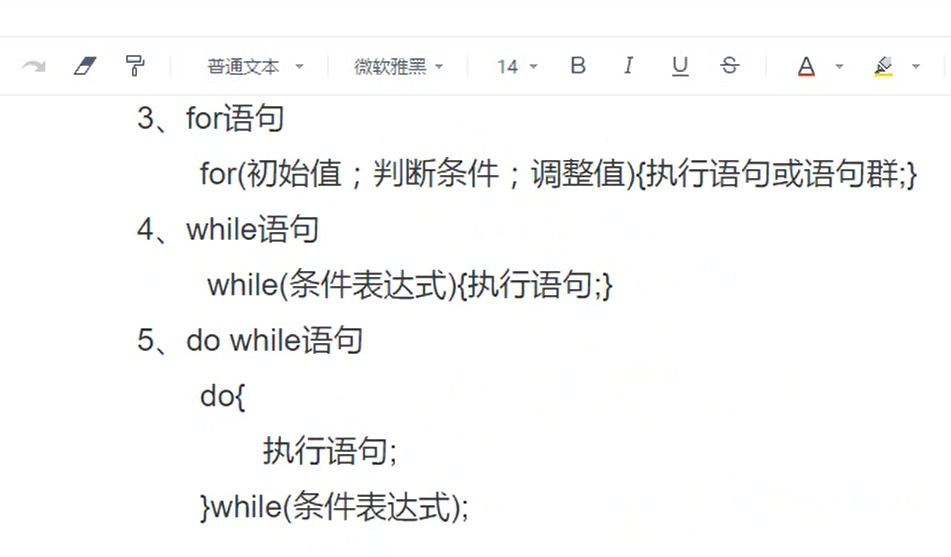 普通文本 微软雅黑 14 B I U S A
3、for语句
for(初始值；判断条件；调整值){执行语句或语句群;}
4、while语句
while(条件表达式){执行语句;}
5、do while语句
do{
执行语句;
}while(条件表达式);